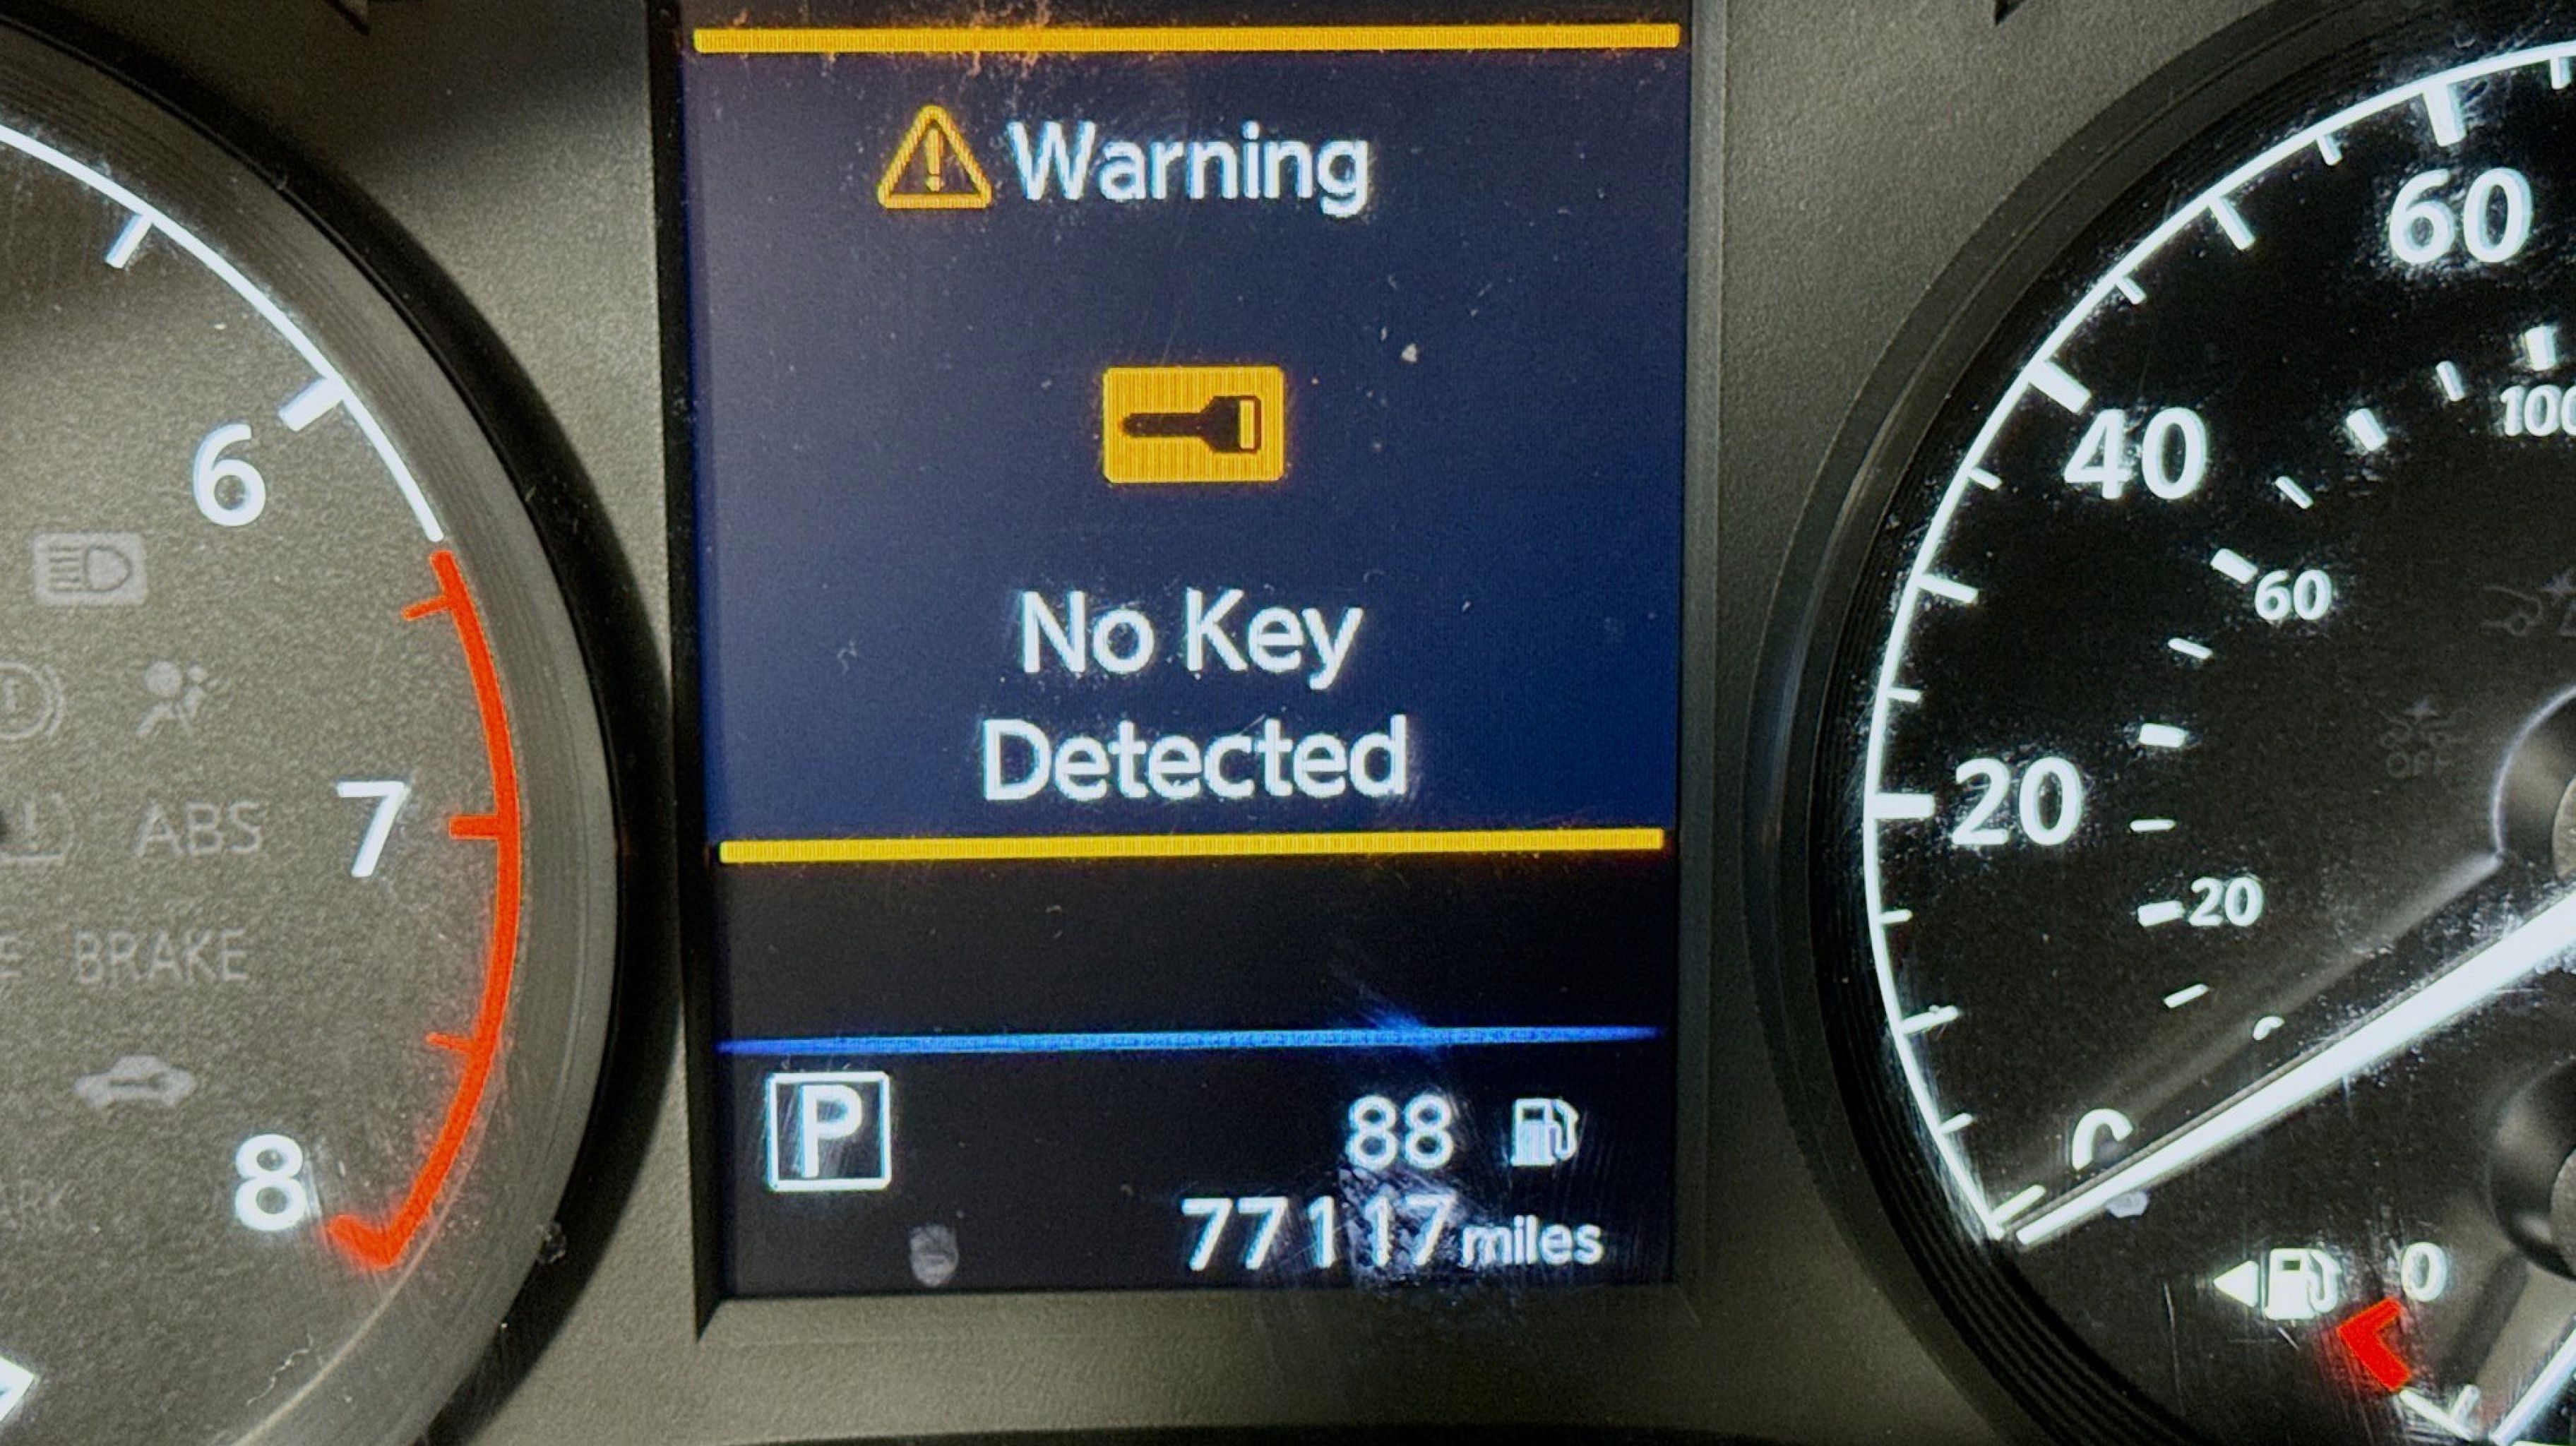 Warning
No Key
Detected
P
88
77117 miles
6
7
8
ABS
BRAKE
60
40
20
100
60
20
OFF
0